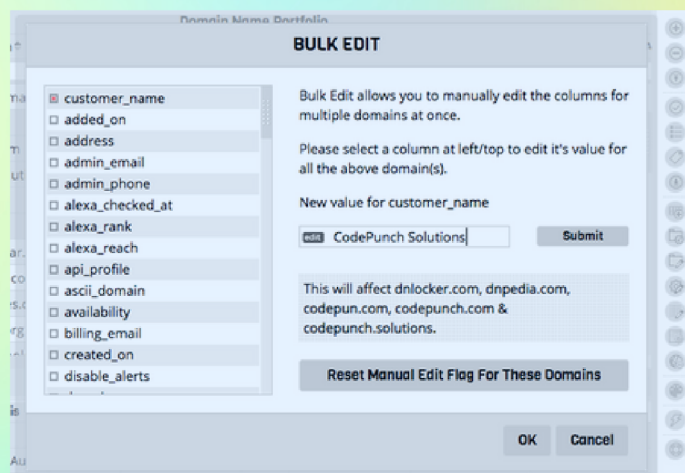 Domain Name Portfolio
BULK EDIT
customer_name
added_on
address
admin_email
admin_phone
alexa_checked_at
alexa_rank
alexa_reach
api_profile
ascii_domain
availability
billing_email
created_on
disable_alerts
Bulk Edit allows you to manually edit the columns for
multiple domains at once.
Please select a column at left/top to edit it's value for
all the above domain(s).
New value for customer_name
edit CodePunch Solutions
Submit
This will affect dnlocker.com, dnpedia.com,
codepun.com, codepunch.com &
codepunch.solutions.
Reset Manual Edit Flag For These Domains
OK Cancel